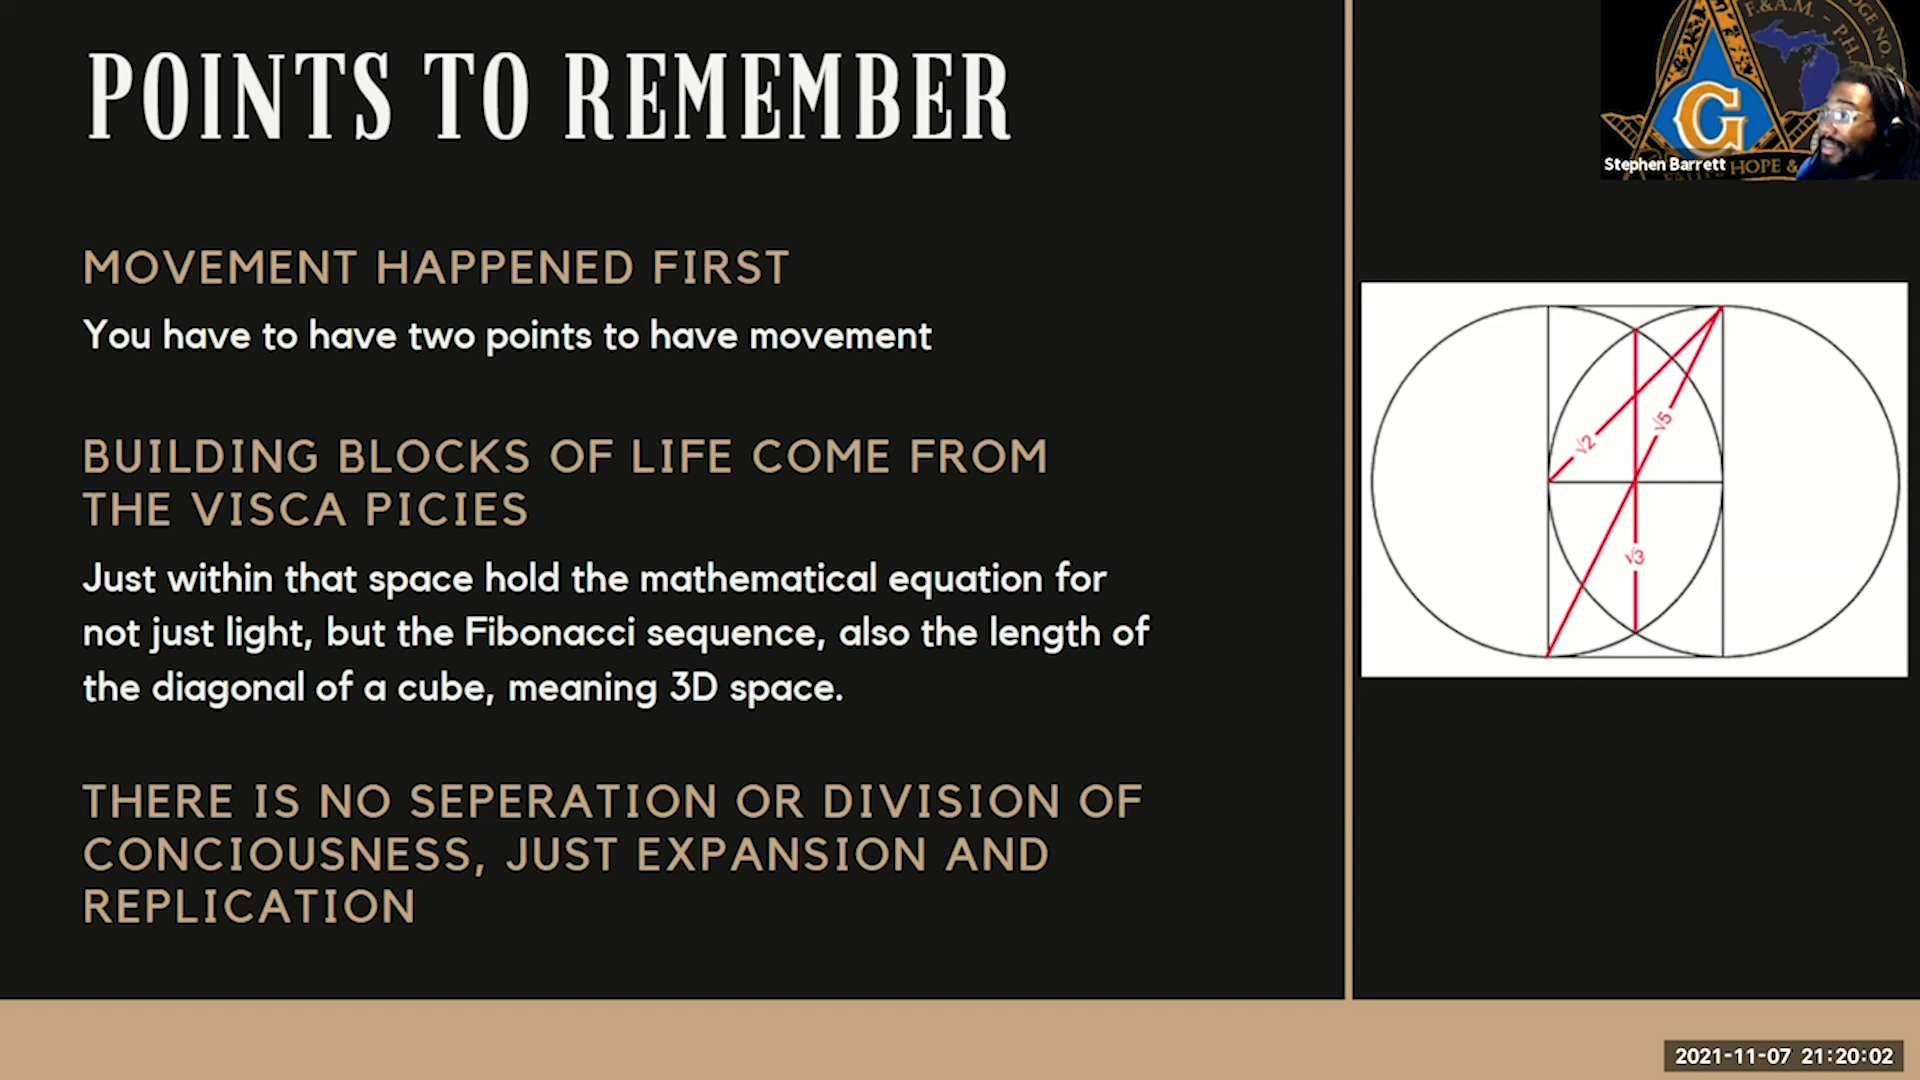 POINTS TO REMEMBER
F.&A.M. - P.H.A
DGE NO.
G
HOPE &
Stephen Barrett
MOVEMENT HAPPENED FIRST
You have to have two points to have movement
BUILDING BLOCKS OF LIFE COME FROM
THE VISCA PICIES
Just within that space hold the mathematical equation for
not just light, but the Fibonacci sequence, also the length of
the diagonal of a cube, meaning 3D space.
THERE IS NO SEPERATION OR DIVISION OF
CONCIOUSNESS, JUST EXPANSION AND
REPLICATION
√5
√2
√3
2021-11-07 21:20:02